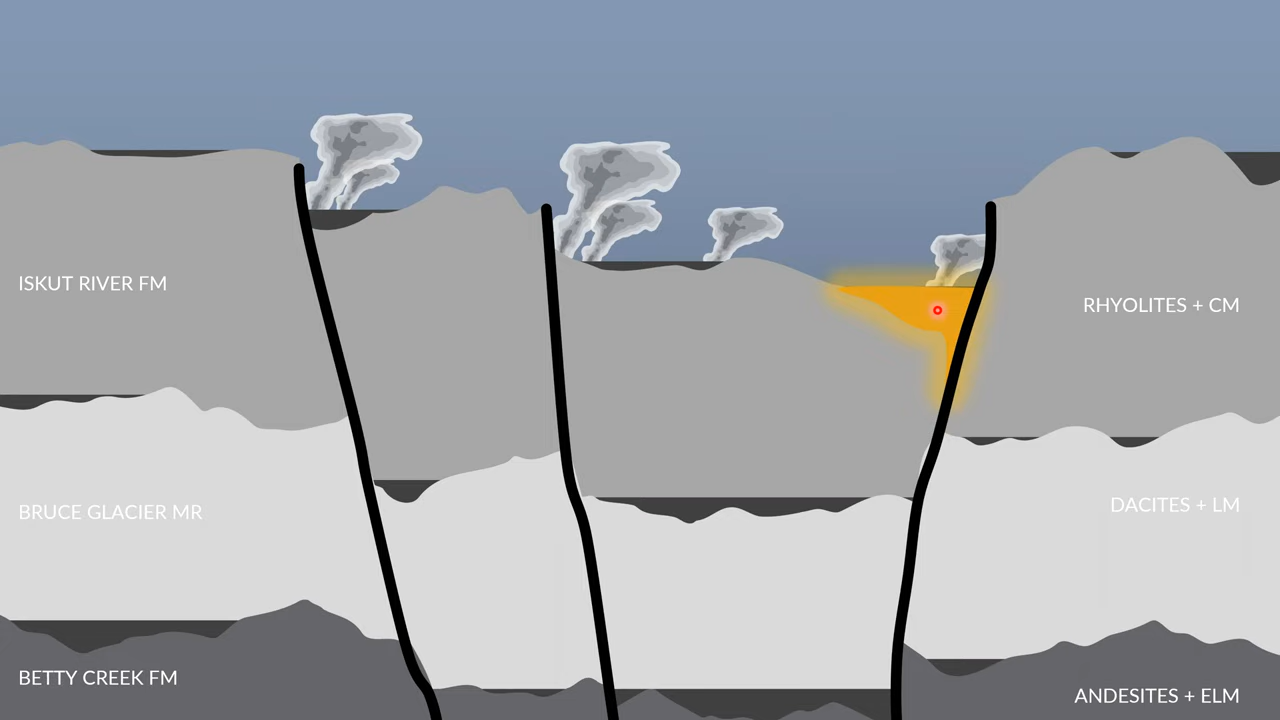 ISKUT RIVER FM
RHYOLITES + CM
BRUCE GLACIER MR
DACITES + LM
BETTY CREEK FM
ANDESITES + ELM